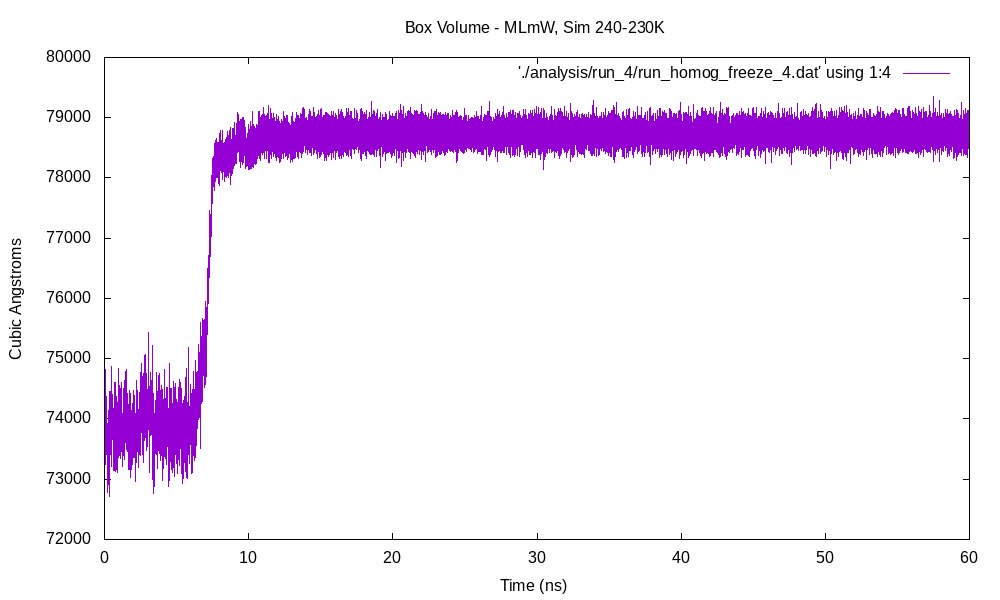 Box Volume - MLmW, Sim 240-230K
'./analysis/run_4/run_homog_freeze_4.dat' using 1:4
80000
79000
78000
77000
76000
75000
74000
73000
72000
Cubic Angstroms
0 10 20 30 40 50 60
Time (ns)